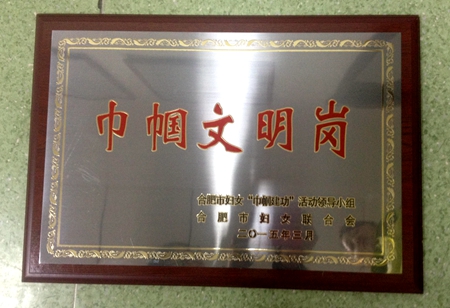 巾帼文明岗
合肥市妇女“巾帼建功”活动领导小组
合肥市妇女联合会
二〇一五年三月